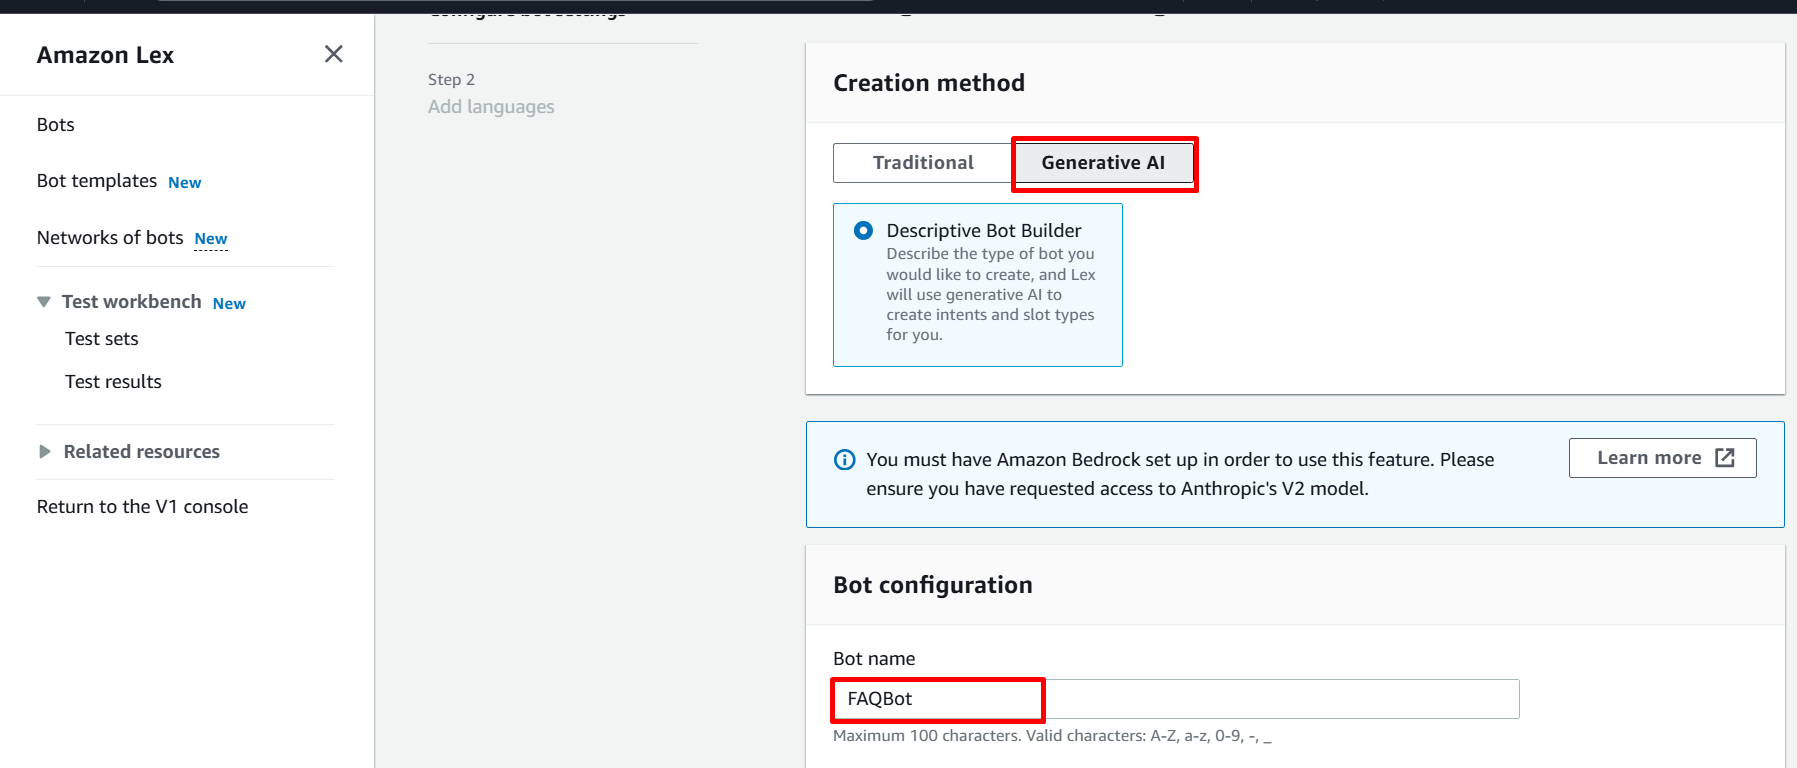 Amazon Lex
Bots
Bot templates New
Networks of bots New
Test workbench New
Test sets
Test results
Related resources
Return to the V1 console
Configure bot settings
Step 2
Add languages
Creation method
Traditional
Generative AI
Descriptive Bot Builder
Describe the type of bot you
would like to create, and Lex
will use generative AI to
create intents and slot types
for you.
You must have Amazon Bedrock set up in order to use this feature. Please
ensure you have requested access to Anthropic's V2 model.
Learn more
Bot configuration
Bot name
FAQBot
Maximum 100 characters. Valid characters: A-Z, a-z, 0-9, -, _